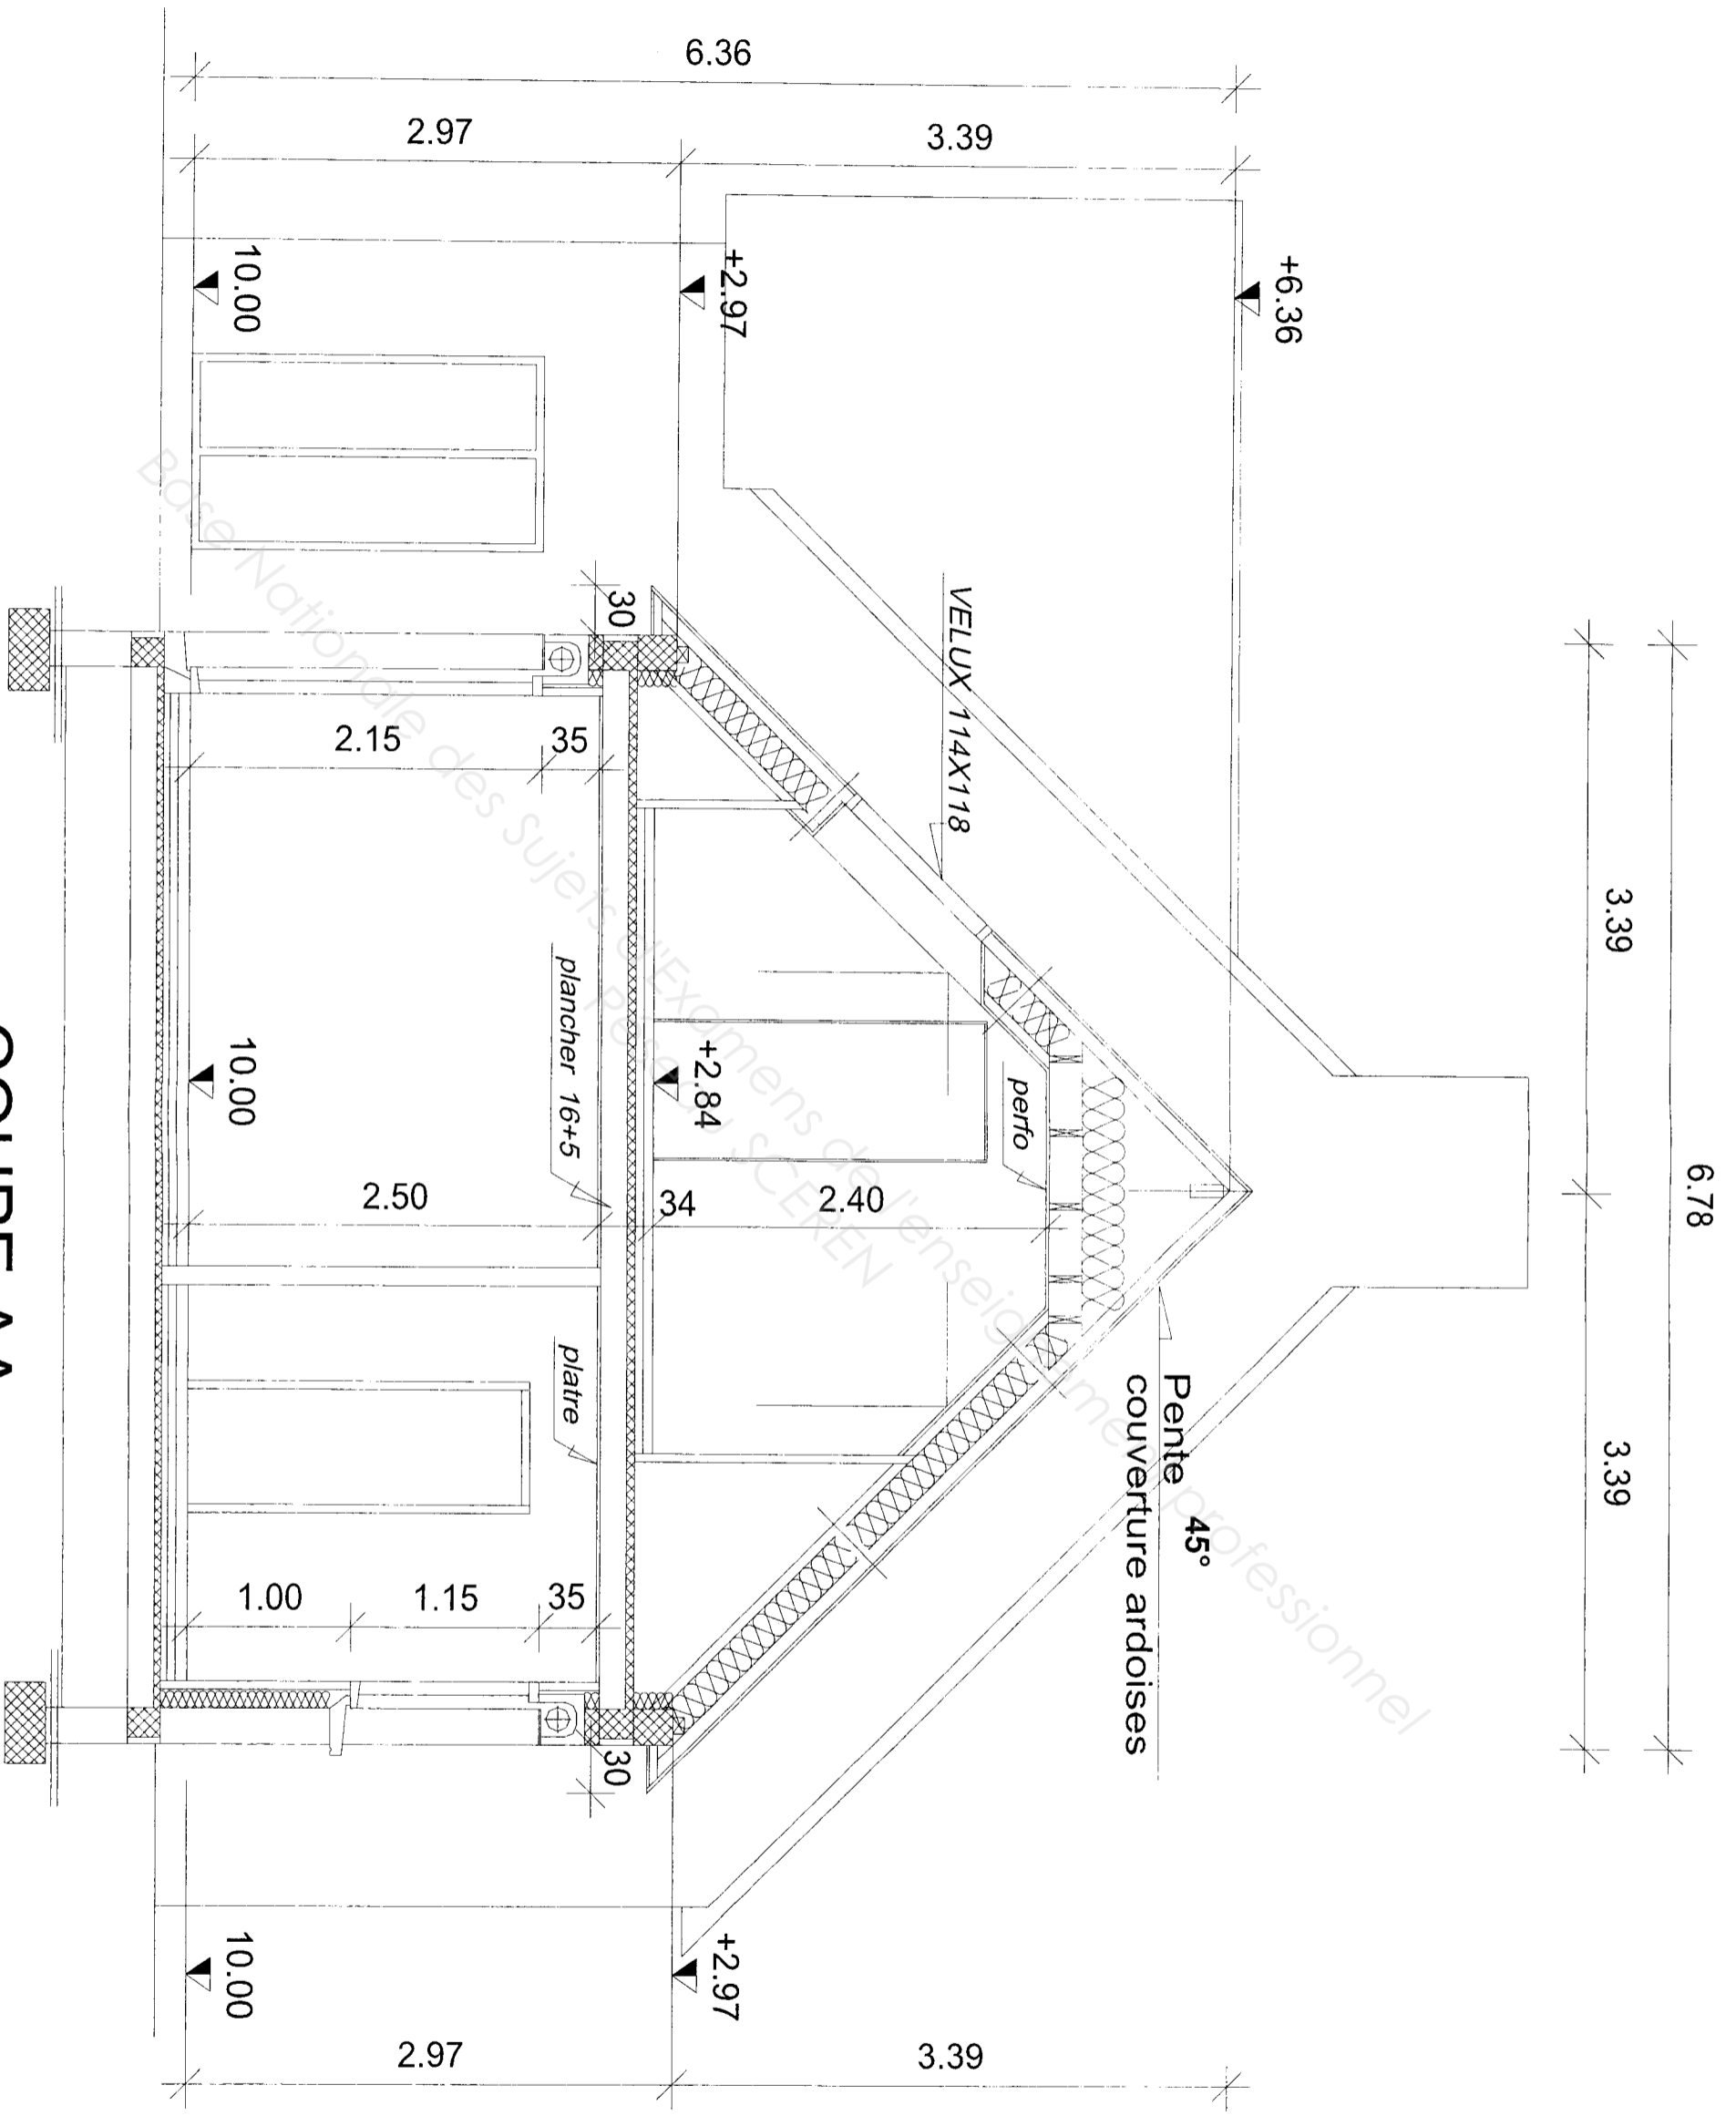 6.78
3.39
3.39
+6.36
6.36
3.39
2.97
+2.97
10.00
VELUX 114X118
Pente 45°
couverture ardoises
perfo
2.40
+2.84
34
30
30
plancher 16+5
platre
35
2.15
2.50
10.00
35
1.15
1.00
+2.97
10.00
3.39
2.97
Base Nationale des Sujets d'Examens de l'enseignement professionnel
Réseau SCEREN
COUPE AA